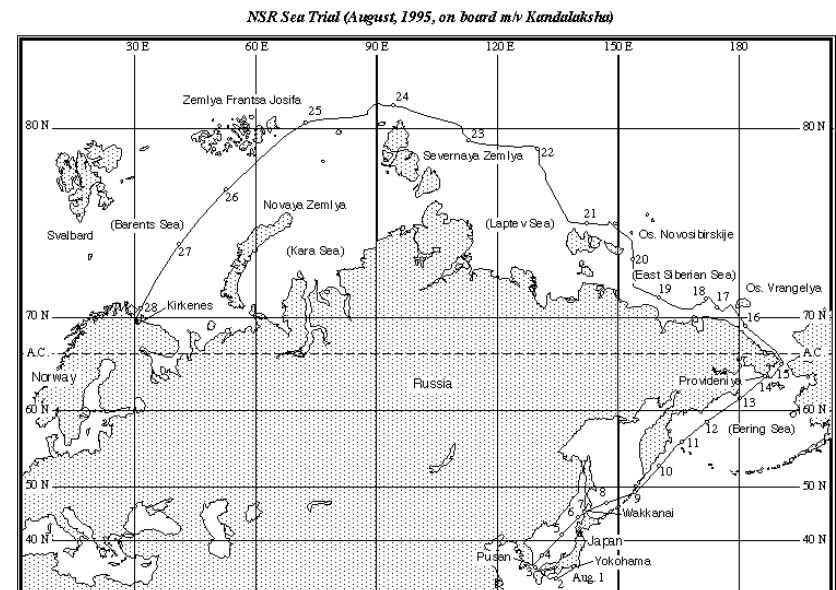 NSR Sea Trial (August, 1995, on board m/v Kandalaksha)
30 E 60 E 90 E 120 E 150 E 180
Zemlya Frantsa Josifa
25
24
80 N
80 N
23
Severnaya Zemlya
22
26
Novaya Zemlya
(Barents Sea)
(Laptev Sea)
21
Svalbard
27
(Kara Sea)
Os. Novosibirskije
20
(East Siberian Sea)
19
18
17
Os. Vrangelya
28
Kirkenes
70 N
70 N
16
A.C.
A.C.
Norway
Russia
Provideniya
14
15
13
60 N
60 N
12
(Bering Sea)
11
10
50 N
50 N
9
8
7
6
Wakkanai
40 N
40 N
Japan
Pusan
4
3
Yokohama
2
Aug. 1